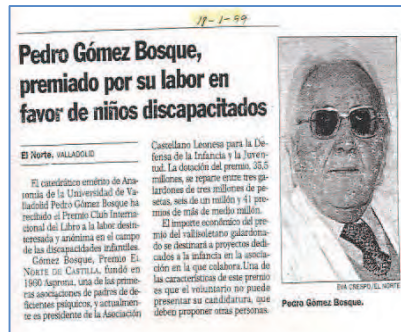 18-1-99
Pedro Gómez Bosque,
premiado por su labor en
favor de niños discapacitados
El Norte. VALLADOLID
El catedrático emérito de Ana-
tomía de la Universidad de Va-
lladolid Pedro Gómez Bosque ha
recibido el Premio Club Interna-
cional del Libro a la labor desin-
teresada y anónima en el campo
de las discapacidades infantiles.
Gómez Bosque, Premio EL
NORTE DE CASTILLA, fundó en
1960 Asprona, una de las prime-
ras asociaciones de padres de de-
ficientes psíquicos, y actualmen-
te es presidente de la Asociación
Castellano Leonesa para la De-
fensa de la Infancia y la Juven-
tud. La dotación del premio, 35,5
millones, se reparte entre tres ga-
lardones de tres millones de pe-
setas, seis de un millón y 41 pre-
mios de más de medio millón.
El importe económico del pre-
mio del vallisoletano galardona-
do se destinará a proyectos dedi-
cados a la infancia en la asocia-
ción en la que colabora. Una de
las características de este premio
es que el voluntario no puede
presentar su candidatura, que
deben proponer otras personas.
EVA CRESPO/EL NORTE
Pedro Gómez Bosque.